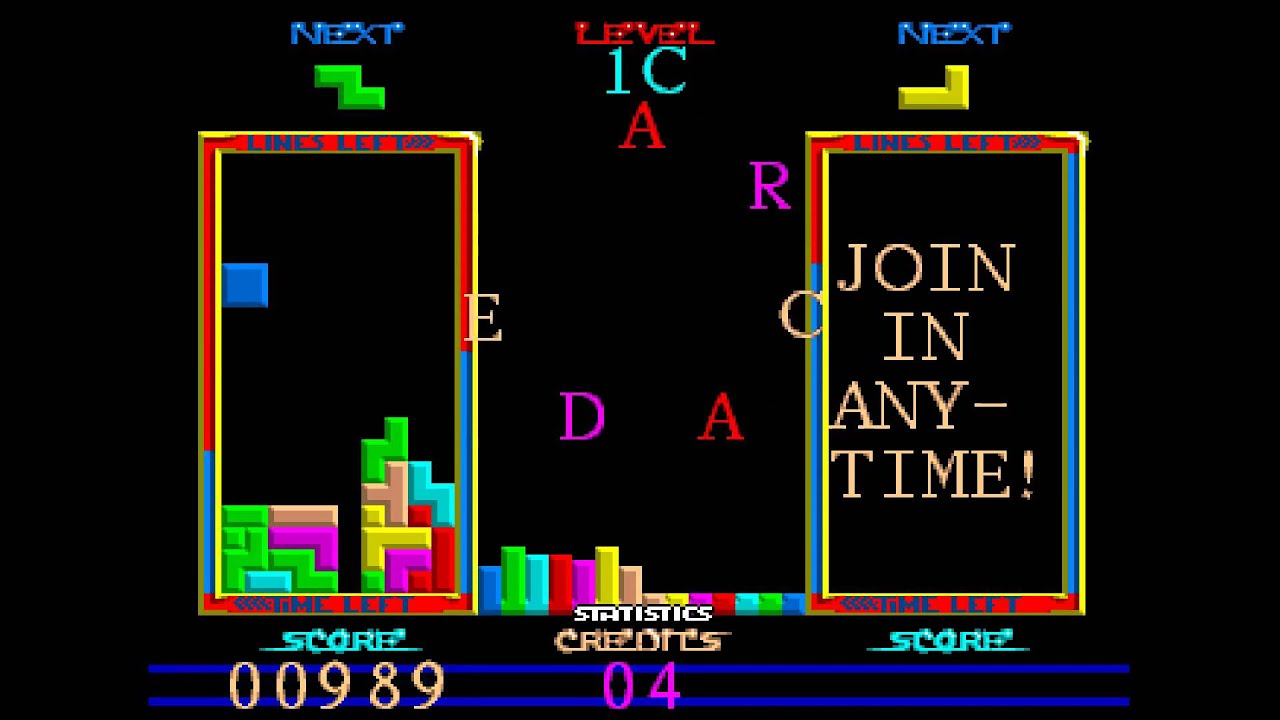 NEXT
LEVEL
NEXT
1C
A
R
LINES LEFT>>>
LINES LEFT>>>
JOIN
IN
ANY-
TIME!
E
C
D
A
<<<<TIME LEFT
STATISTICS
<<<<TIME LEFT
SCORE
CREDITS
SCORE
00989
04